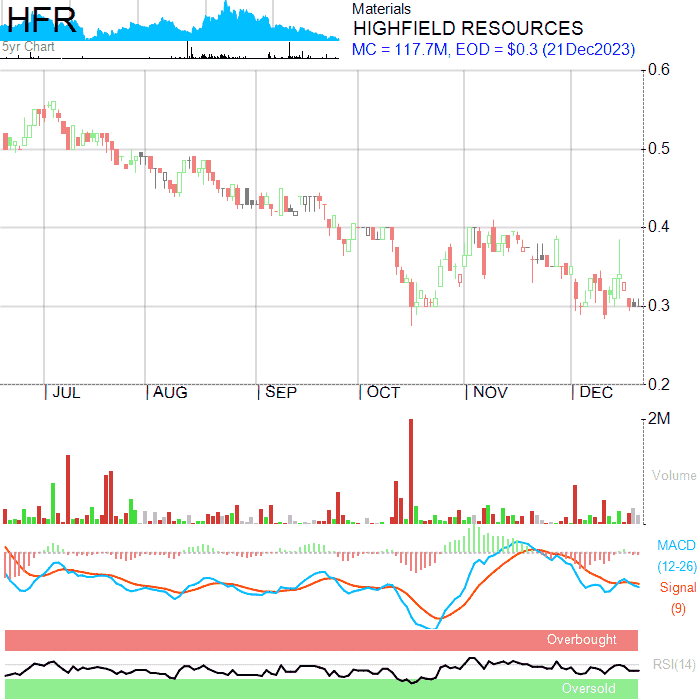 HFR
5yr Chart
Materials
HIGHFIELD RESOURCES
MC = 117.7M, EOD = $0.3 (21Dec2023)
0.6
0.5
0.4
0.3
0.2
JUL AUG SEP OCT NOV DEC
2M
Volume
MACD
(12-26)
Signal
(9)
Overbought
RSI(14)
Oversold